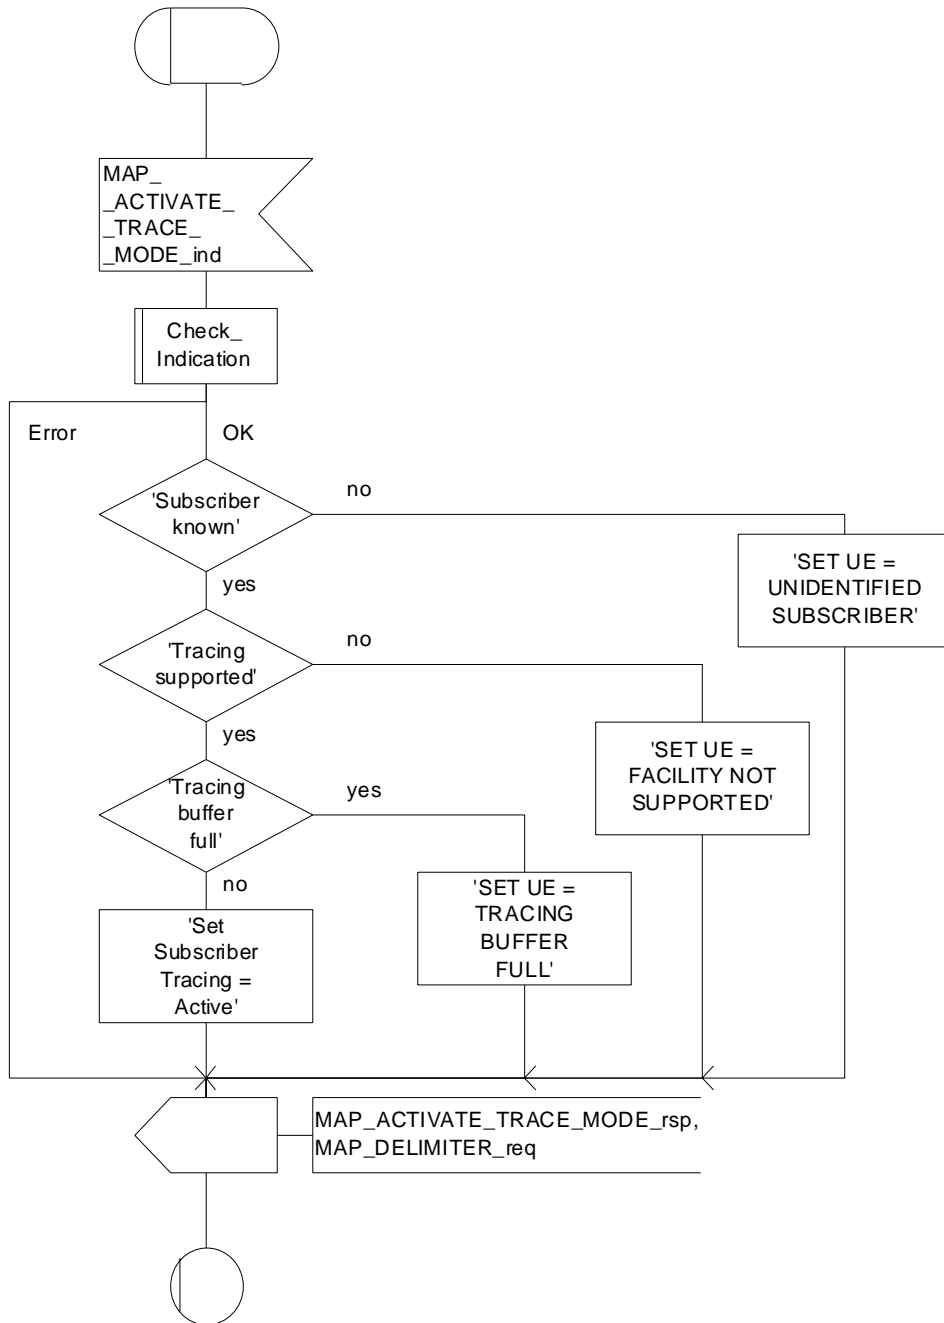 MAP_
_ACTIVATE_
_TRACE_
_MODE_ind
Check_
Indication
Error
OK
'Subscriber
known'
no
'SET UE =
UNIDENTIFIED
SUBSCRIBER'
yes
'Tracing
supported'
no
'SET UE =
FACILITY NOT
SUPPORTED'
yes
'Tracing
buffer
full'
yes
'SET UE =
TRACING
BUFFER
FULL'
no
'Set
Subscriber
Tracing =
Active'
MAP_ACTIVATE_TRACE_MODE_rsp,
MAP_DELIMITER_req